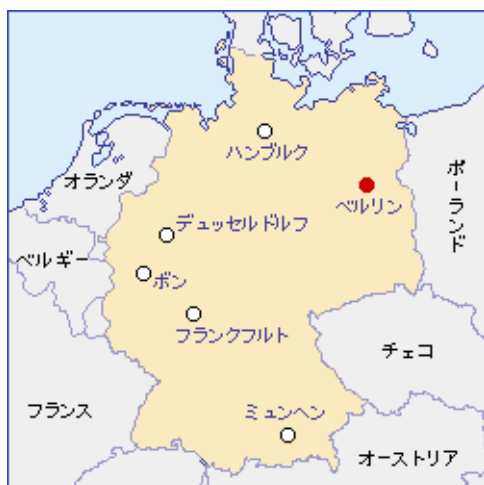 ハンブルク
オランダ
ベルリン
ポーランド
デュッセルドルフ
ベルギー
ボン
フランクフルト
チェコ
フランス
ミュンヘン
オーストリア